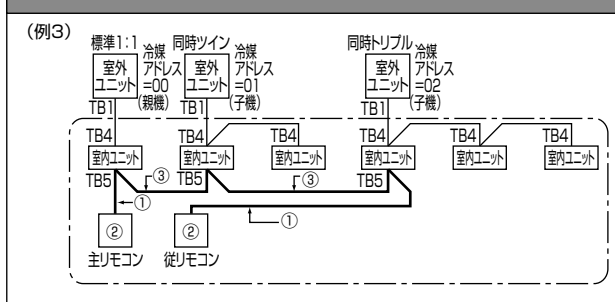 (例3)
標準1:1
冷媒
アドレス
=00
(親機)
室外
ユニット
TB1
同時ツイン
冷媒
アドレス
=01
(子機)
室外
ユニット
TB1
同時トリプル
冷媒
アドレス
=02
(子機)
室外
ユニット
TB1
TB4 TB4 TB4 TB4 TB4 TB4
室内ユニット 室内ユニット 室内ユニット 室内ユニット 室内ユニット 室内ユニット
TB5 ③ TB5 ③ TB5
① ①
② ②
主リモコン 従リモコン